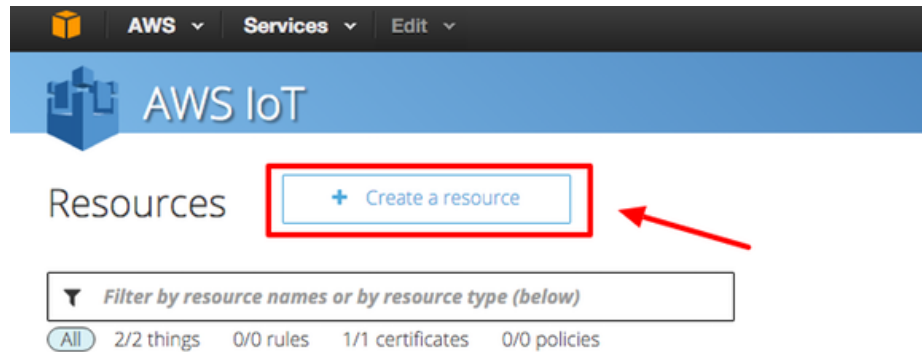 AWS Services Edit
AWS IoT
Resources
+ Create a resource
Filter by resource names or by resource type (below)
All 2/2 things 0/0 rules 1/1 certificates 0/0 policies